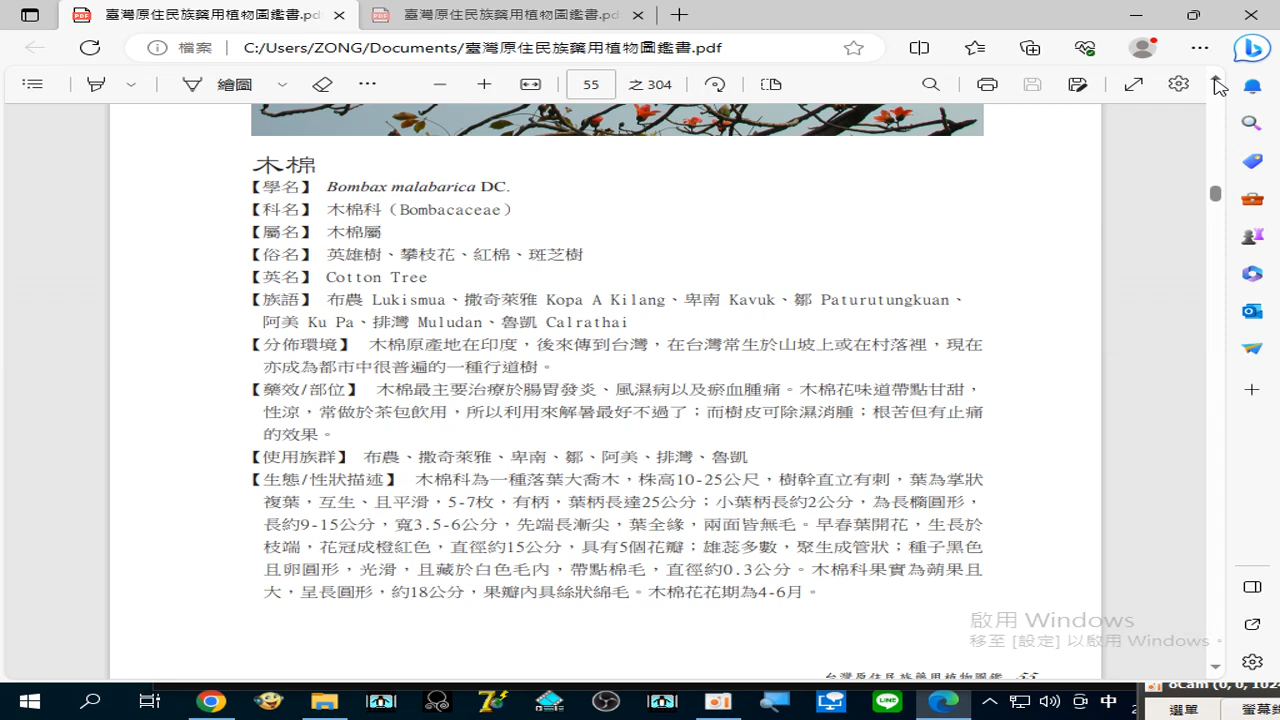 臺灣原住民族藥用植物圖鑑書.pdf
臺灣原住民族藥用植物圖鑑書.pdf
檔案
C:/Users/ZONG/Documents/臺灣原住民族藥用植物圖鑑書.pdf
繪圖
55
之 304
木棉
【學名】 Bombax malabarica DC.
【科名】 木棉科（Bombacaceae）
【屬名】 木棉屬
【俗名】 英雄樹、攀枝花、紅棉、斑芝樹
【英名】 Cotton Tree
【族語】 布農 Lukismua、撒奇萊雅 Kopa A Kilang、卑南 Kavuk、鄒 Paturutungkuan、
阿美 Ku Pa、排灣 Muludan、魯凱 Calrathai
【分佈環境】 木棉原產地在印度，後來傳到台灣，在台灣常生於山坡上或在村落裡，現在
亦成為都市中很普遍的一種行道樹。
【藥效/部位】 木棉最主要治療於腸胃發炎、風濕病以及瘀血腫痛。木棉花味道帶點甘甜，
性涼，常做於茶包飲用，所以利用來解暑最好不過了；而樹皮可除濕消腫；根苦但有止痛
的效果。
【使用族群】 布農、撒奇萊雅、卑南、鄒、阿美、排灣、魯凱
【生態/性狀描述】 木棉科為一種落葉大喬木，株高10-25公尺，樹幹直立有刺，葉為掌狀
複葉，互生、且平滑，5-7枚，有柄，葉柄長達25公分；小葉柄長約2公分，為長橢圓形，
長約9-15公分，寬3.5-6公分，先端長漸尖，葉全緣，兩面皆無毛。早春葉開花，生長於
枝端，花冠成橙紅色，直徑約15公分，具有5個花瓣；雄蕊多數，聚生成管狀；種子黑色
且卵圓形，光滑，且藏於白色毛內，帶點棉毛，直徑約0.3公分。木棉科果實為蒴果且
大，呈長圓形，約18公分，果瓣內具絲狀綿毛。木棉花花期為4-6月。
啟用 Windows
移至 [設定] 以啟用 Windows。
台灣原住民族藥用植物圖鑑
中
選單